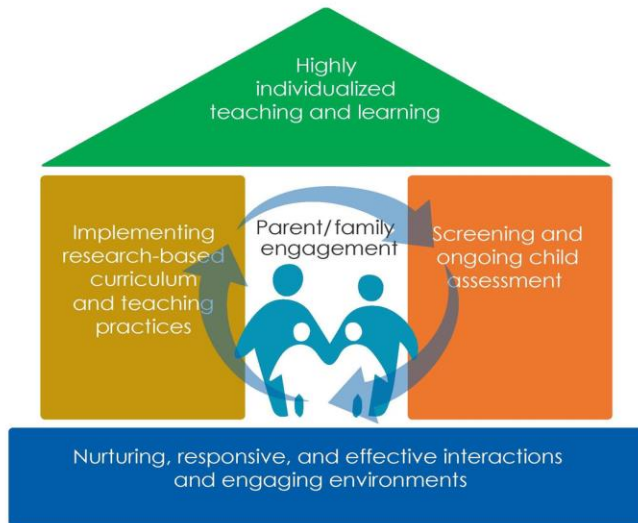 Highly
individualized
teaching and learning
Implementing
research-based
curriculum
and teaching
practices
Parent/family
engagement
Screening and
ongoing child
assessment
Nurturing, responsive, and effective interactions
and engaging environments